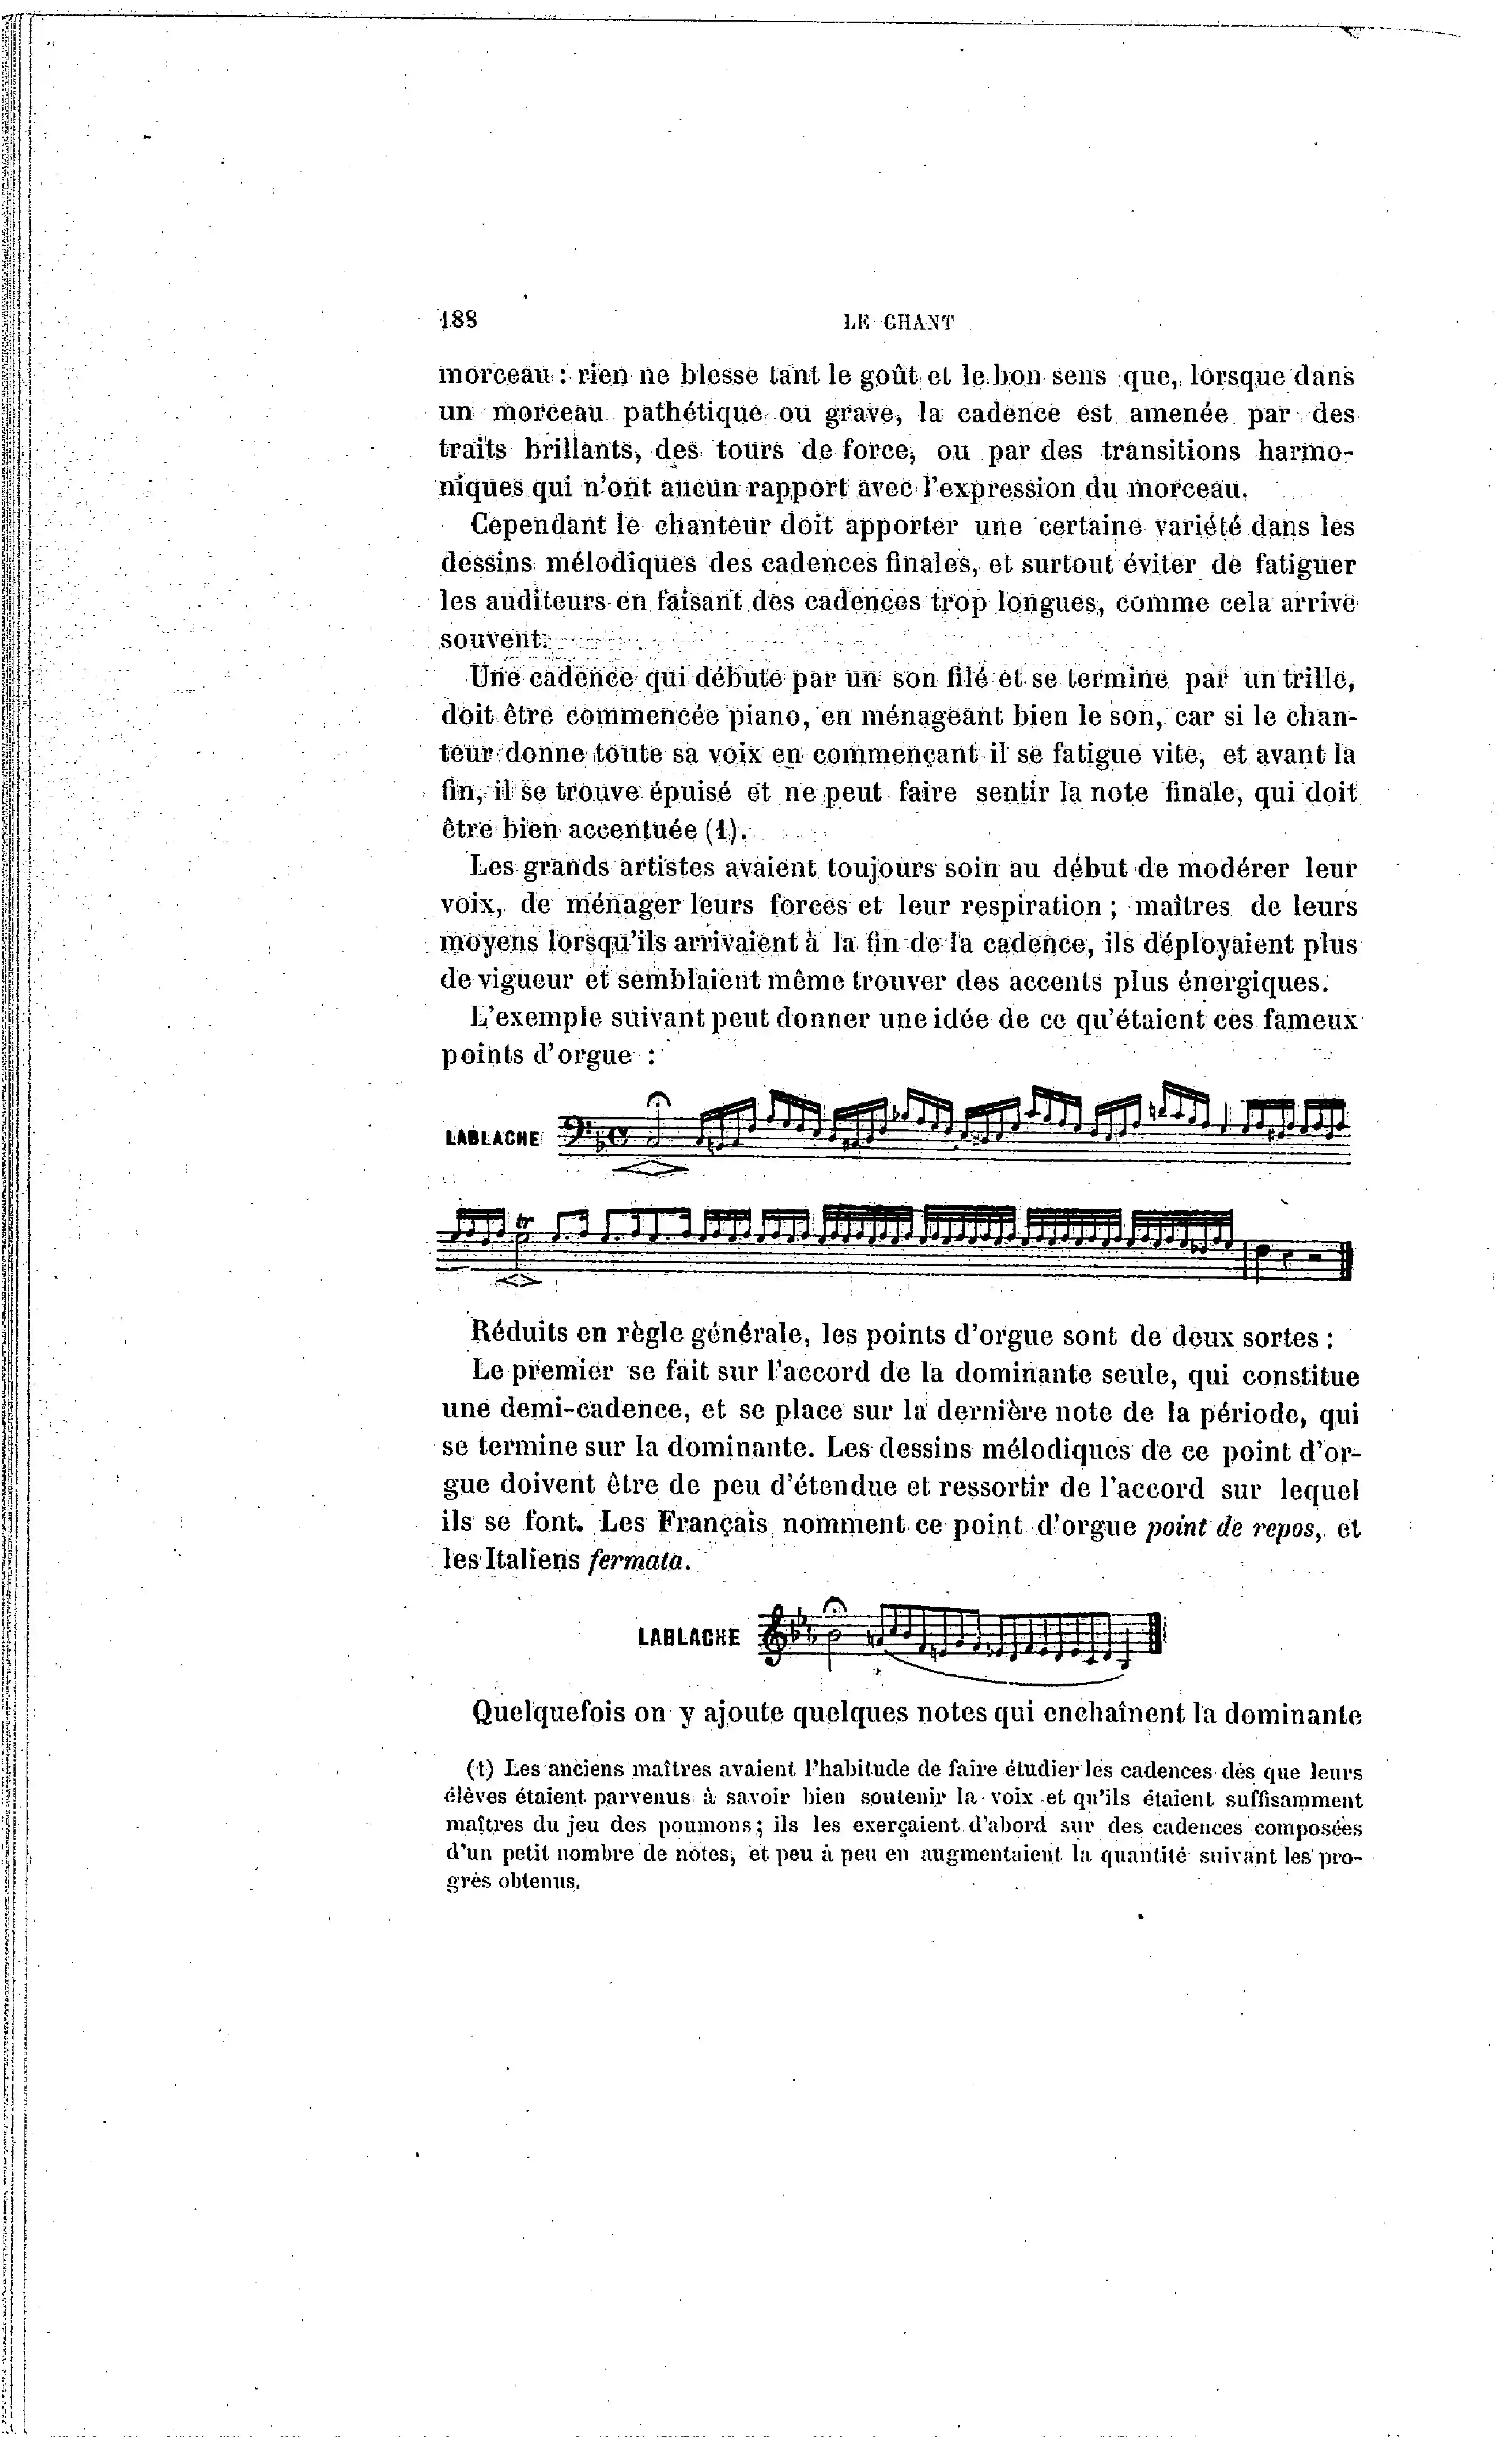 188 LE CHANT
morceau : rien ne blesse tant le goût et le bon sens que, lorsque dans
un morceau pathétique ou grave, la cadence est amenée par des
traits brillants, des tours de force, ou par des transitions harmo-
niques qui n'ont aucun rapport avec l'expression du morceau.
Cependant le chanteur doit apporter une certaine variété dans les
dessins mélodiques des cadences finales, et surtout éviter de fatiguer
les auditeurs en faisant des cadences trop longues, comme cela arrive
souvent.
Une cadence qui débute par un son filé et se termine par un trille,
doit être commencée piano, en ménageant bien le son, car si le chan-
teur donne toute sa voix en commençant il se fatigue vite, et avant la
fin, il se trouve épuisé et ne peut faire sentir la note finale, qui doit
être bien accentuée (1).
Les grands artistes avaient toujours soin au début de modérer leur
voix, de ménager leurs forces et leur respiration ; maîtres de leurs
moyens lorsqu'ils arrivaient à la fin de la cadence, ils déployaient plus
de vigueur et semblaient même trouver des accents plus énergiques.
L'exemple suivant peut donner une idée de ce qu'étaient ces fameux
points d'orgue :
LABLACHE
tr
Réduits en règle générale, les points d'orgue sont de deux sortes :
Le premier se fait sur l'accord de la dominante seule, qui constitue
une demi-cadence, et se place sur la dernière note de la période, qui
se termine sur la dominante. Les dessins mélodiques de ce point d'or-
gue doivent être de peu d'étendue et ressortir de l'accord sur lequel
ils se font. Les Français nomment ce point d'orgue point de repos, et
les Italiens fermata.
LABLACHE
Quelquefois on y ajoute quelques notes qui enchaînent la dominante
(1) Les anciens maîtres avaient l'habitude de faire étudier les cadences dès que leurs
élèves étaient parvenus à savoir bien soutenir la voix et qu'ils étaient suffisamment
maîtres du jeu des poumons ; ils les exerçaient d'abord sur des cadences composées
d'un petit nombre de notes, et peu à peu en augmentaient la quantité suivant les pro-
grès obtenus.